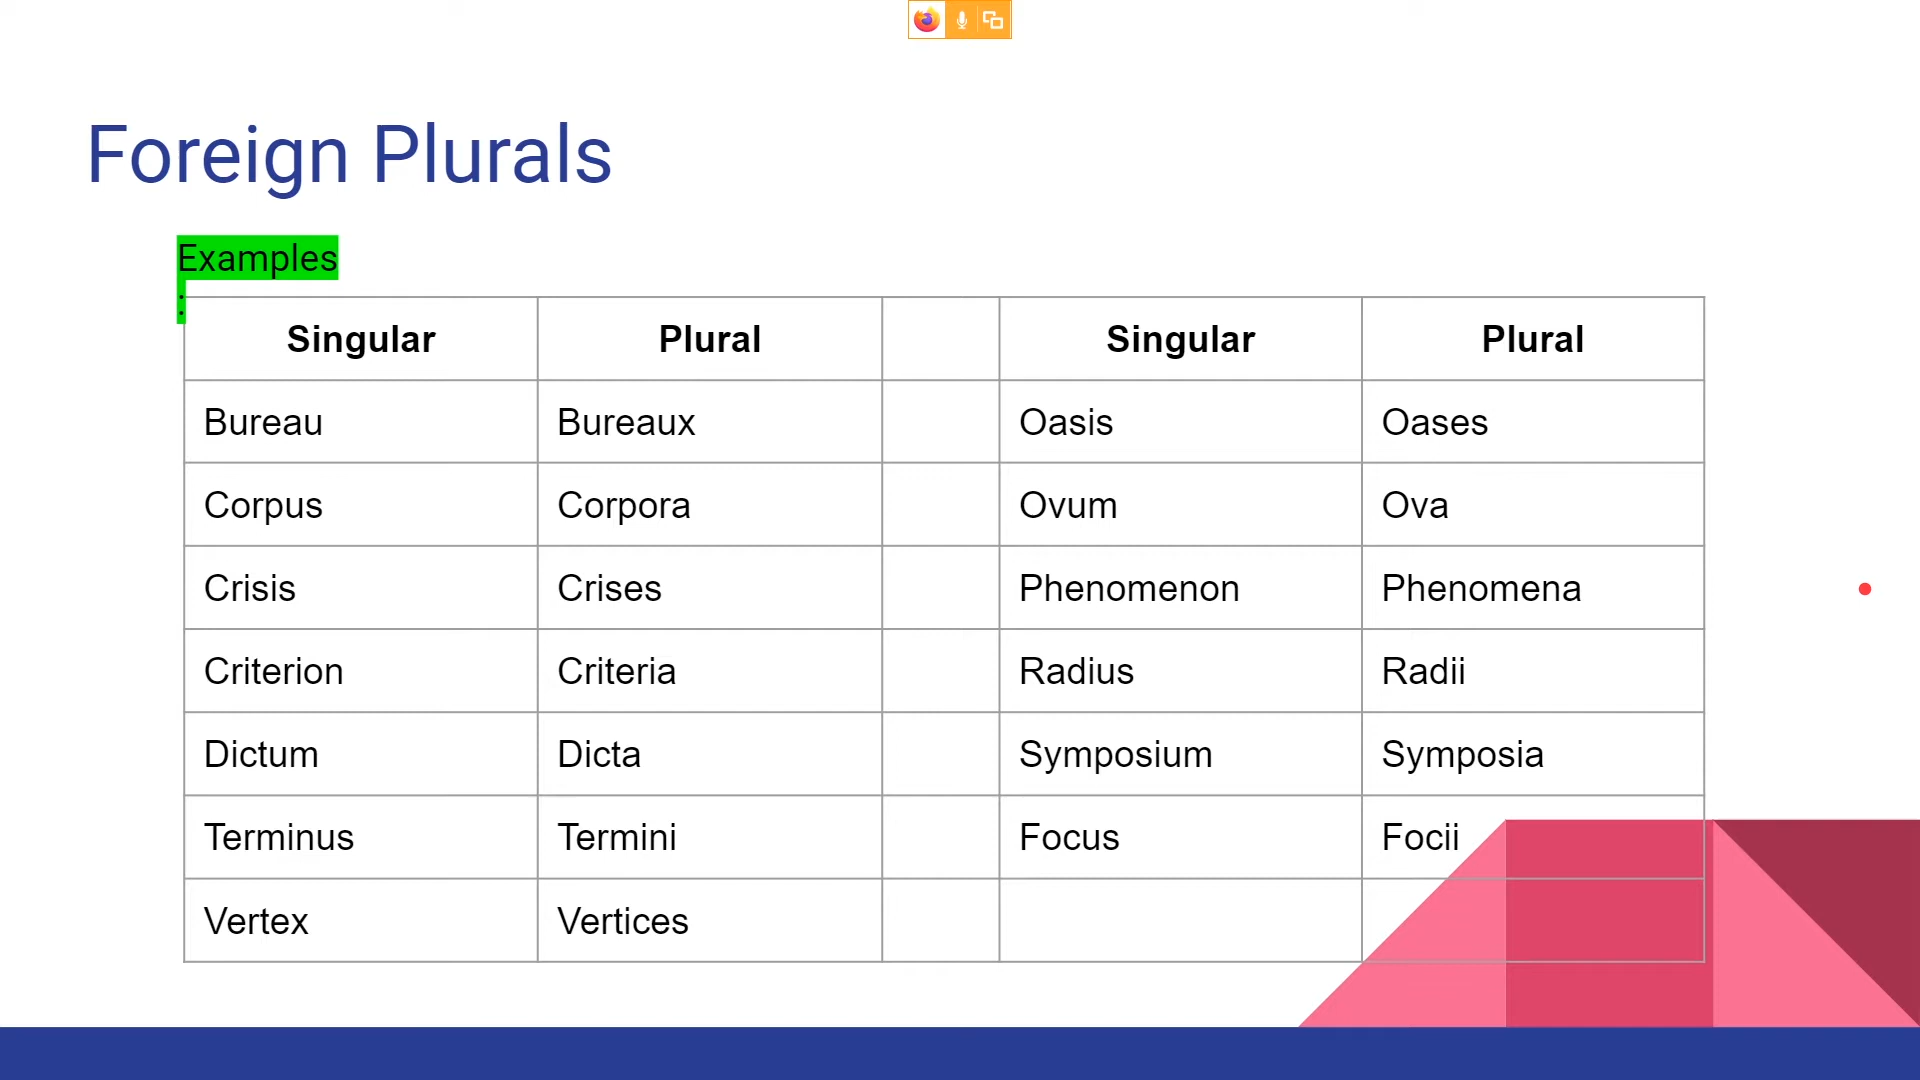 Foreign Plurals
Examples
:
Singular Plural Singular Plural
Bureau Bureaux Oasis Oases
Corpus Corpora Ovum Ova
Crisis Crises Phenomenon Phenomena
Criterion Criteria Radius Radii
Dictum Dicta Symposium Symposia
Terminus Termini Focus Focii
Vertex Vertices